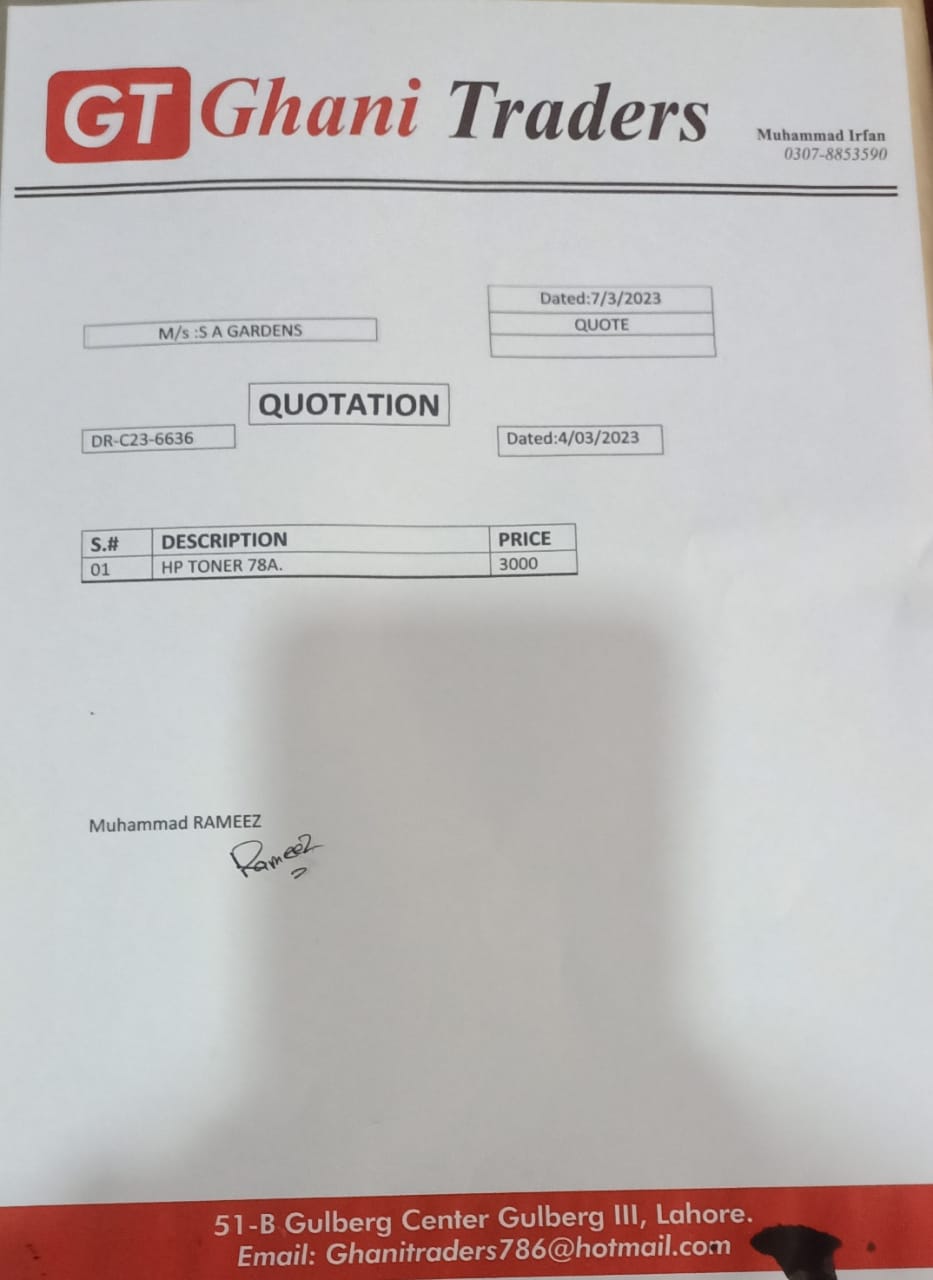 GT Ghani Traders
Muhammad Irfan
0307-8853590
Dated:7/3/2023
M/s :S A GARDENS
QUOTE
QUOTATION
DR-C23-6636
Dated:4/03/2023
S.# DESCRIPTION PRICE
01 HP TONER 78A. 3000
Muhammad RAMEEZ
Rameez
51-B Gulberg Center Gulberg III, Lahore.
Email: Ghanitraders786@hotmail.com